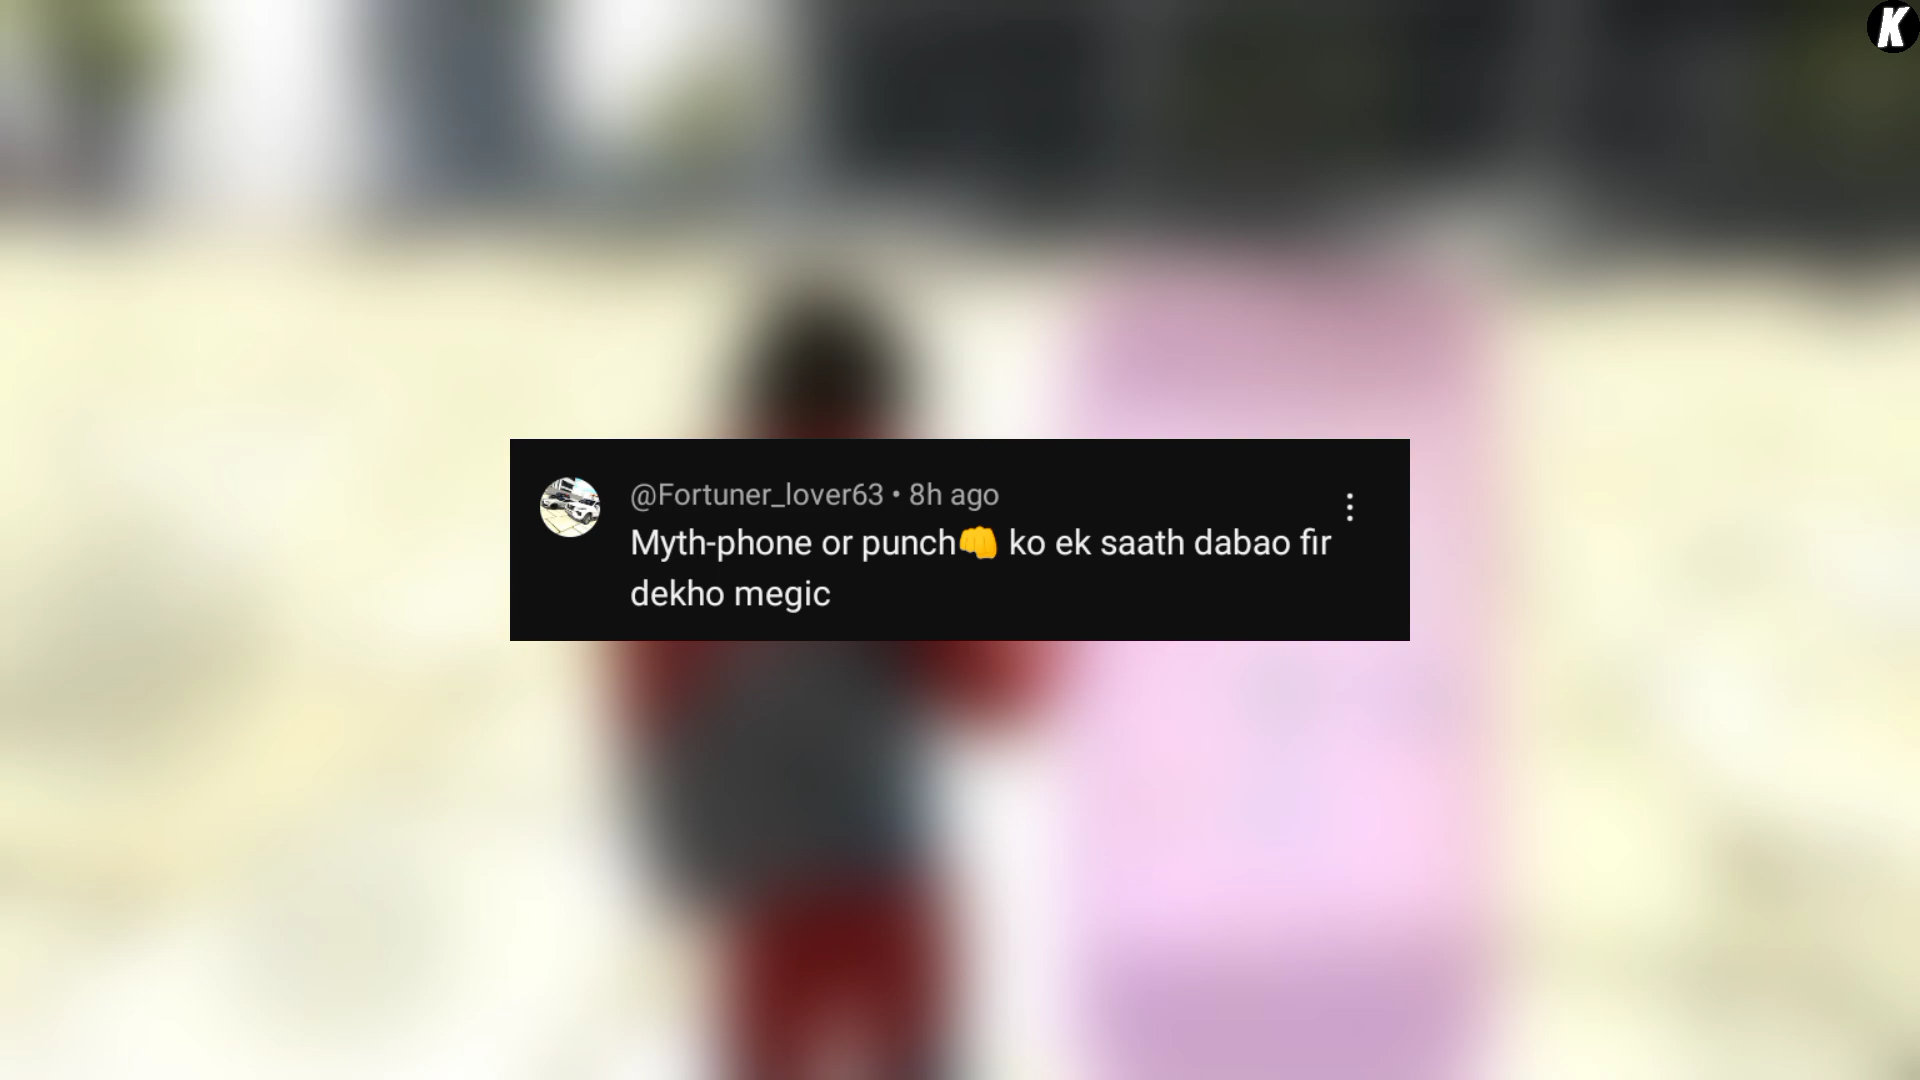 K
@Fortuner_lover63 • 8h ago
Myth-phone or punch👊 ko ek saath dabao fir
dekho megic